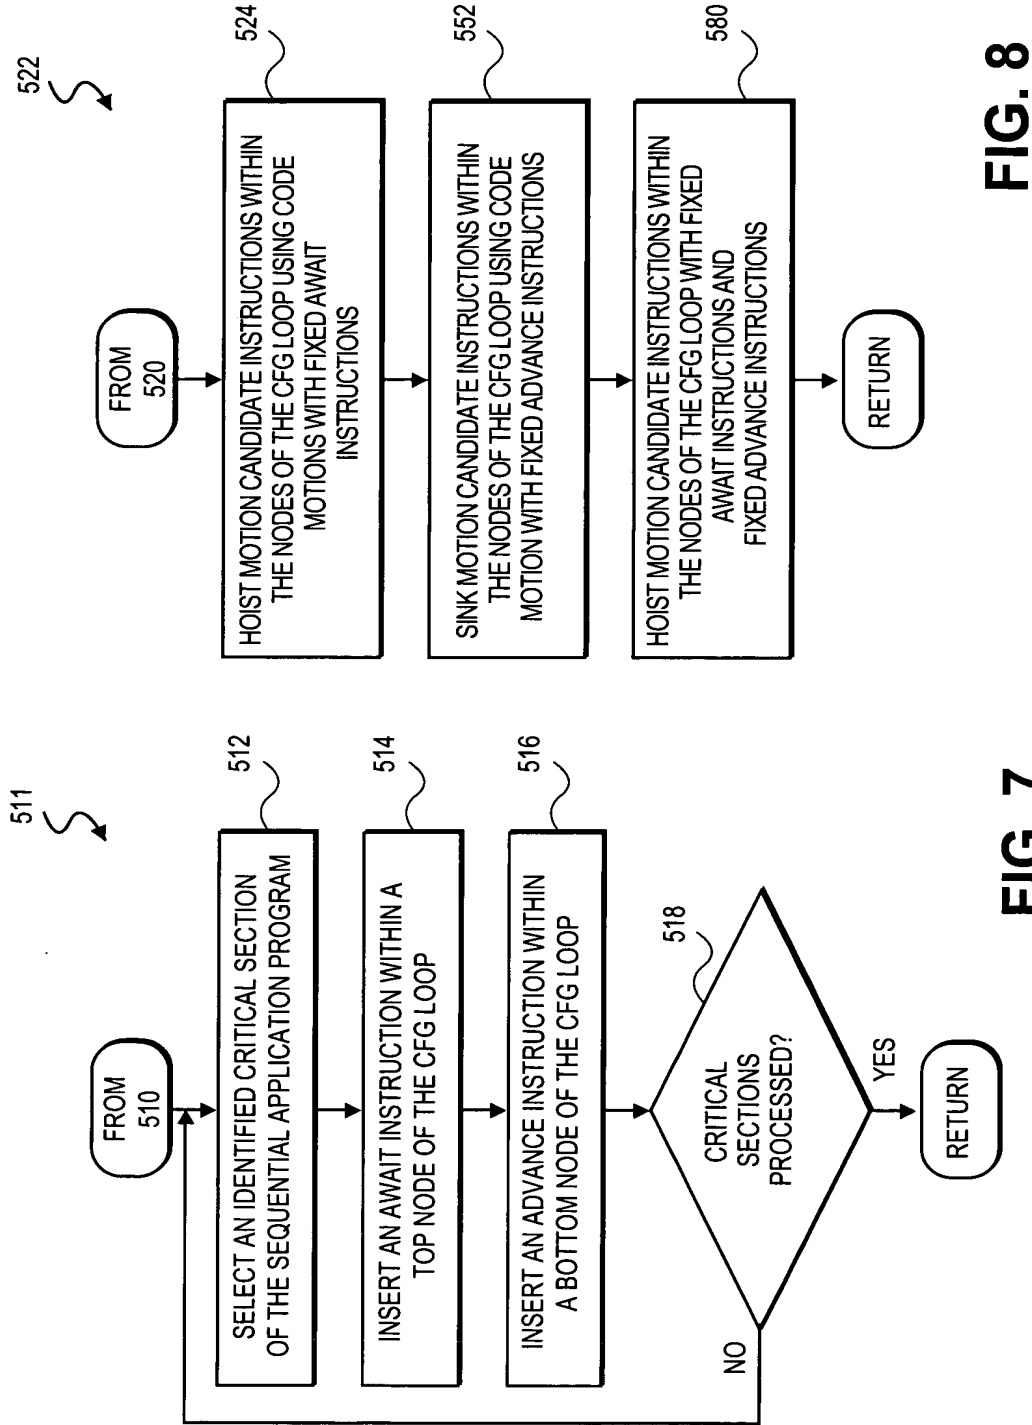 511
FROM
510
512
SELECT AN IDENTIFIED CRITICAL SECTION
OF THE SEQUENTIAL APPLICATION PROGRAM
514
INSERT AN AWAIT INSTRUCTION WITHIN A
TOP NODE OF THE CFG LOOP
516
INSERT AN ADVANCE INSTRUCTION WITHIN
A BOTTOM NODE OF THE CFG LOOP
518
CRITICAL
SECTIONS
PROCESSED?
NO
YES
RETURN
FIG. 7
522
FROM
520
524
HOIST MOTION CANDIDATE INSTRUCTIONS WITHIN
THE NODES OF THE CFG LOOP USING CODE
MOTIONS WITH FIXED AWAIT
INSTRUCTIONS
552
SINK MOTION CANDIDATE INSTRUCTIONS WITHIN
THE NODES OF THE CFG LOOP USING CODE
MOTION WITH FIXED ADVANCE INSTRUCTIONS
580
HOIST MOTION CANDIDATE INSTRUCTIONS WITHIN
THE NODES OF THE CFG LOOP WITH FIXED
AWAIT INSTRUCTIONS AND
FIXED ADVANCE INSTRUCTIONS
RETURN
FIG. 8